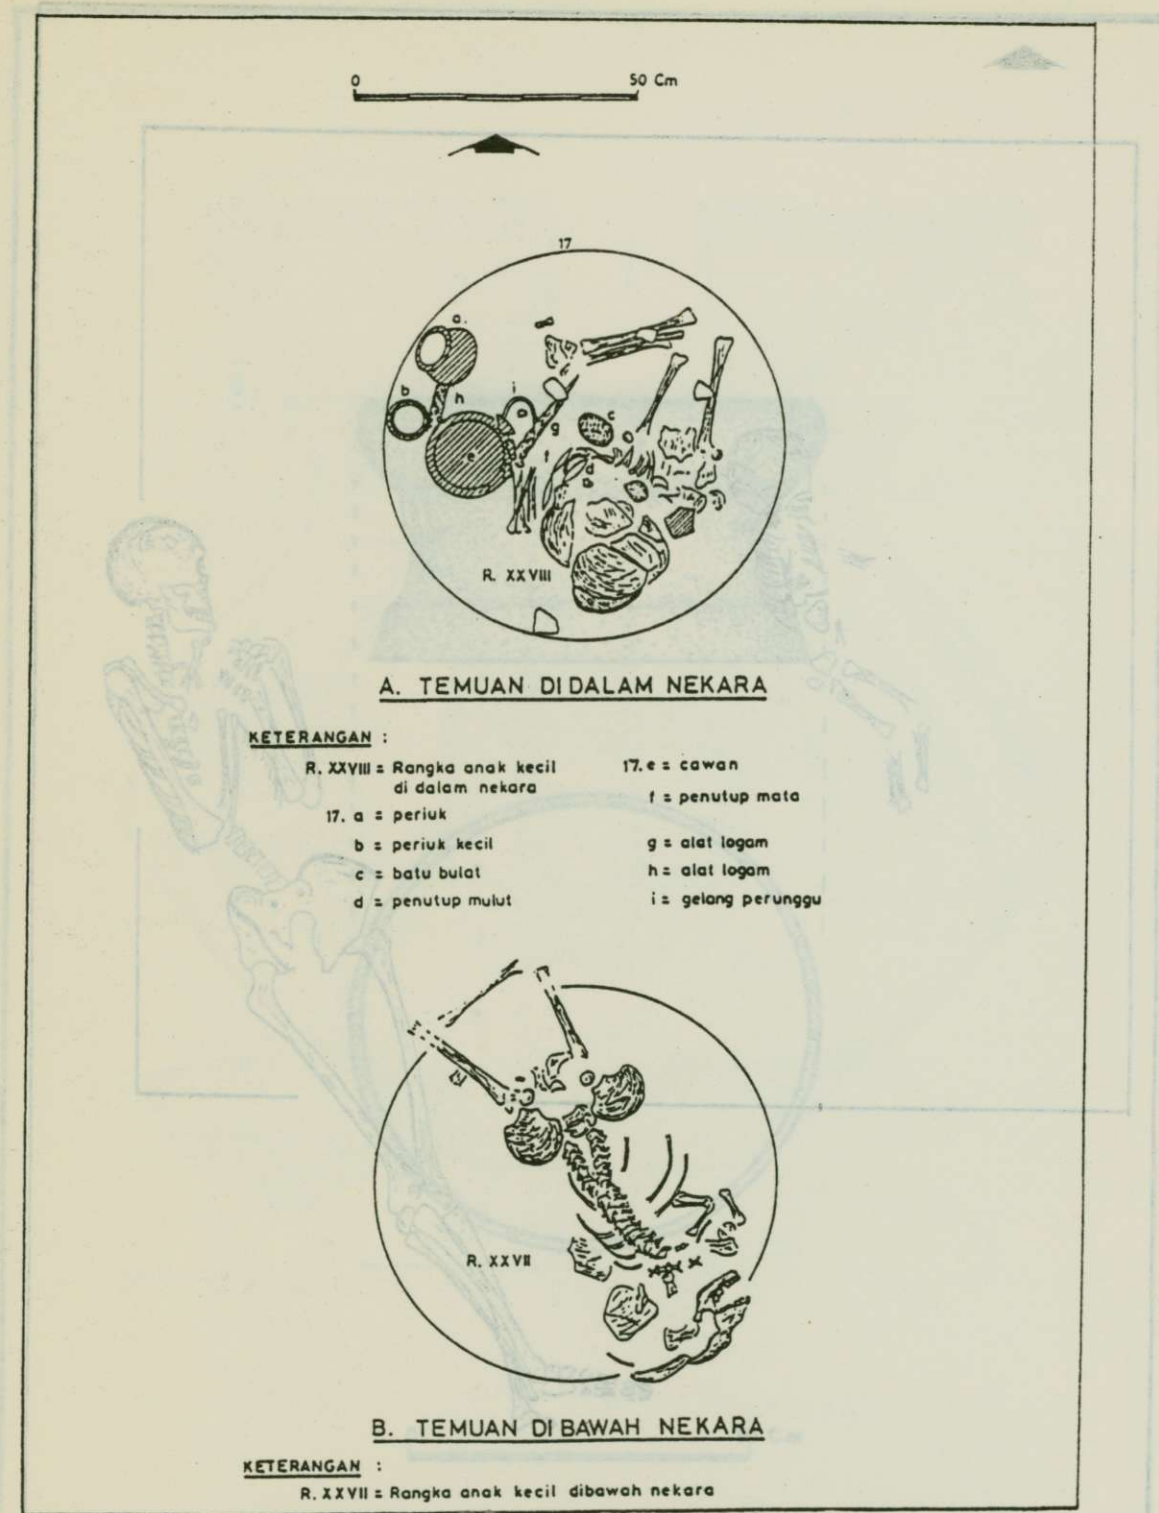 0 50 Cm
17
a.
b
h
i
g
c
e
f
d
R. XXVIII
A. TEMUAN DIDALAM NEKARA
KETERANGAN :
R. XXVIII = Rangka anak kecil
di dalam nekara
17. a = periuk
b = periuk kecil
c = batu bulat
d = penutup mulut
17. e = cawan
f = penutup mata
g = alat logam
h = alat logam
i = gelang perunggu
R. XXVII
B. TEMUAN DI BAWAH NEKARA
KETERANGAN :
R. XXVII = Rangka anak kecil dibawah nekara